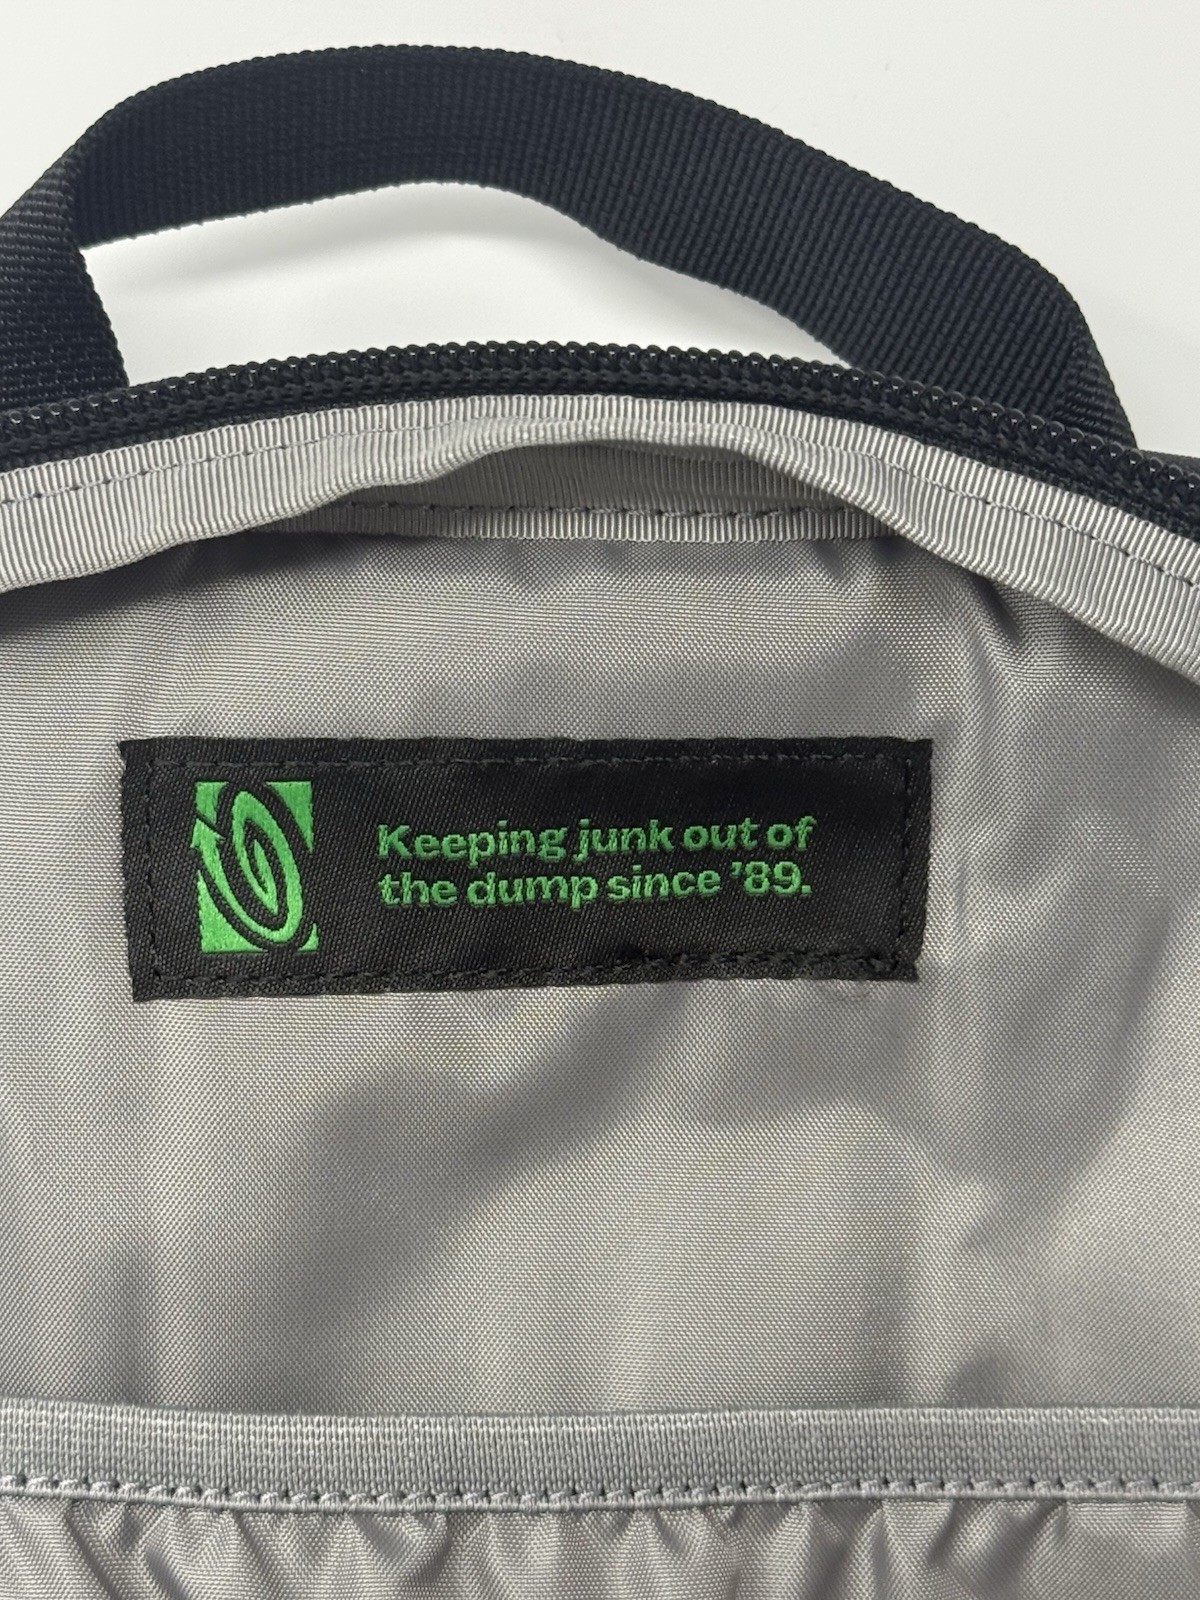 Keeping junk out of
the dump since ’89.